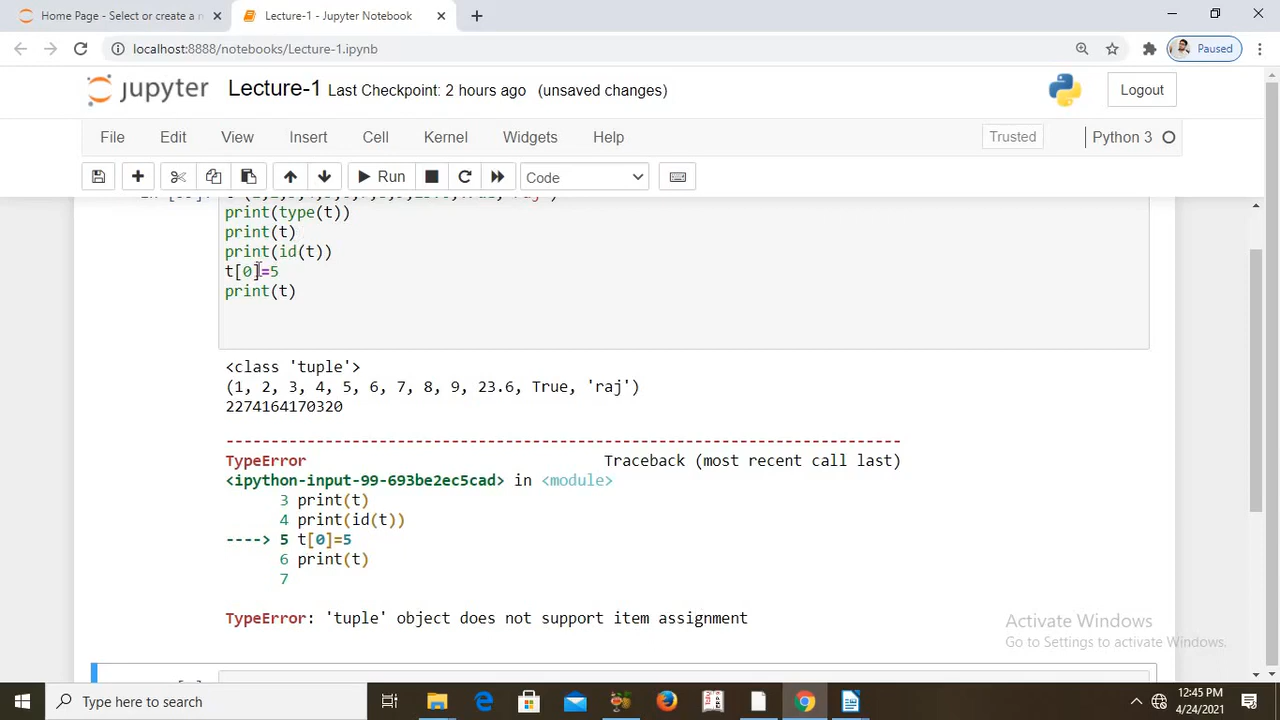 Home Page - Select or create a n
Lecture-1 - Jupyter Notebook
localhost:8888/notebooks/Lecture-1.ipynb
Paused
jupyter Lecture-1 Last Checkpoint: 2 hours ago (unsaved changes)
Logout
File Edit View Insert Cell Kernel Widgets Help
Trusted
Python 3
Run
Code
print(type(t))
print(t)
print(id(t))
t[0]=5
print(t)
<class 'tuple'>
(1, 2, 3, 4, 5, 6, 7, 8, 9, 23.6, True, 'raj')
2274164170320
---------------------------------------------------------------------------
TypeError Traceback (most recent call last)
<ipython-input-99-693be2ec5cad> in <module>
3 print(t)
4 print(id(t))
----> 5 t[0]=5
6 print(t)
7
TypeError: 'tuple' object does not support item assignment
Activate Windows
Go to Settings to activate Windows.
Type here to search
12:45 PM
4/24/2021